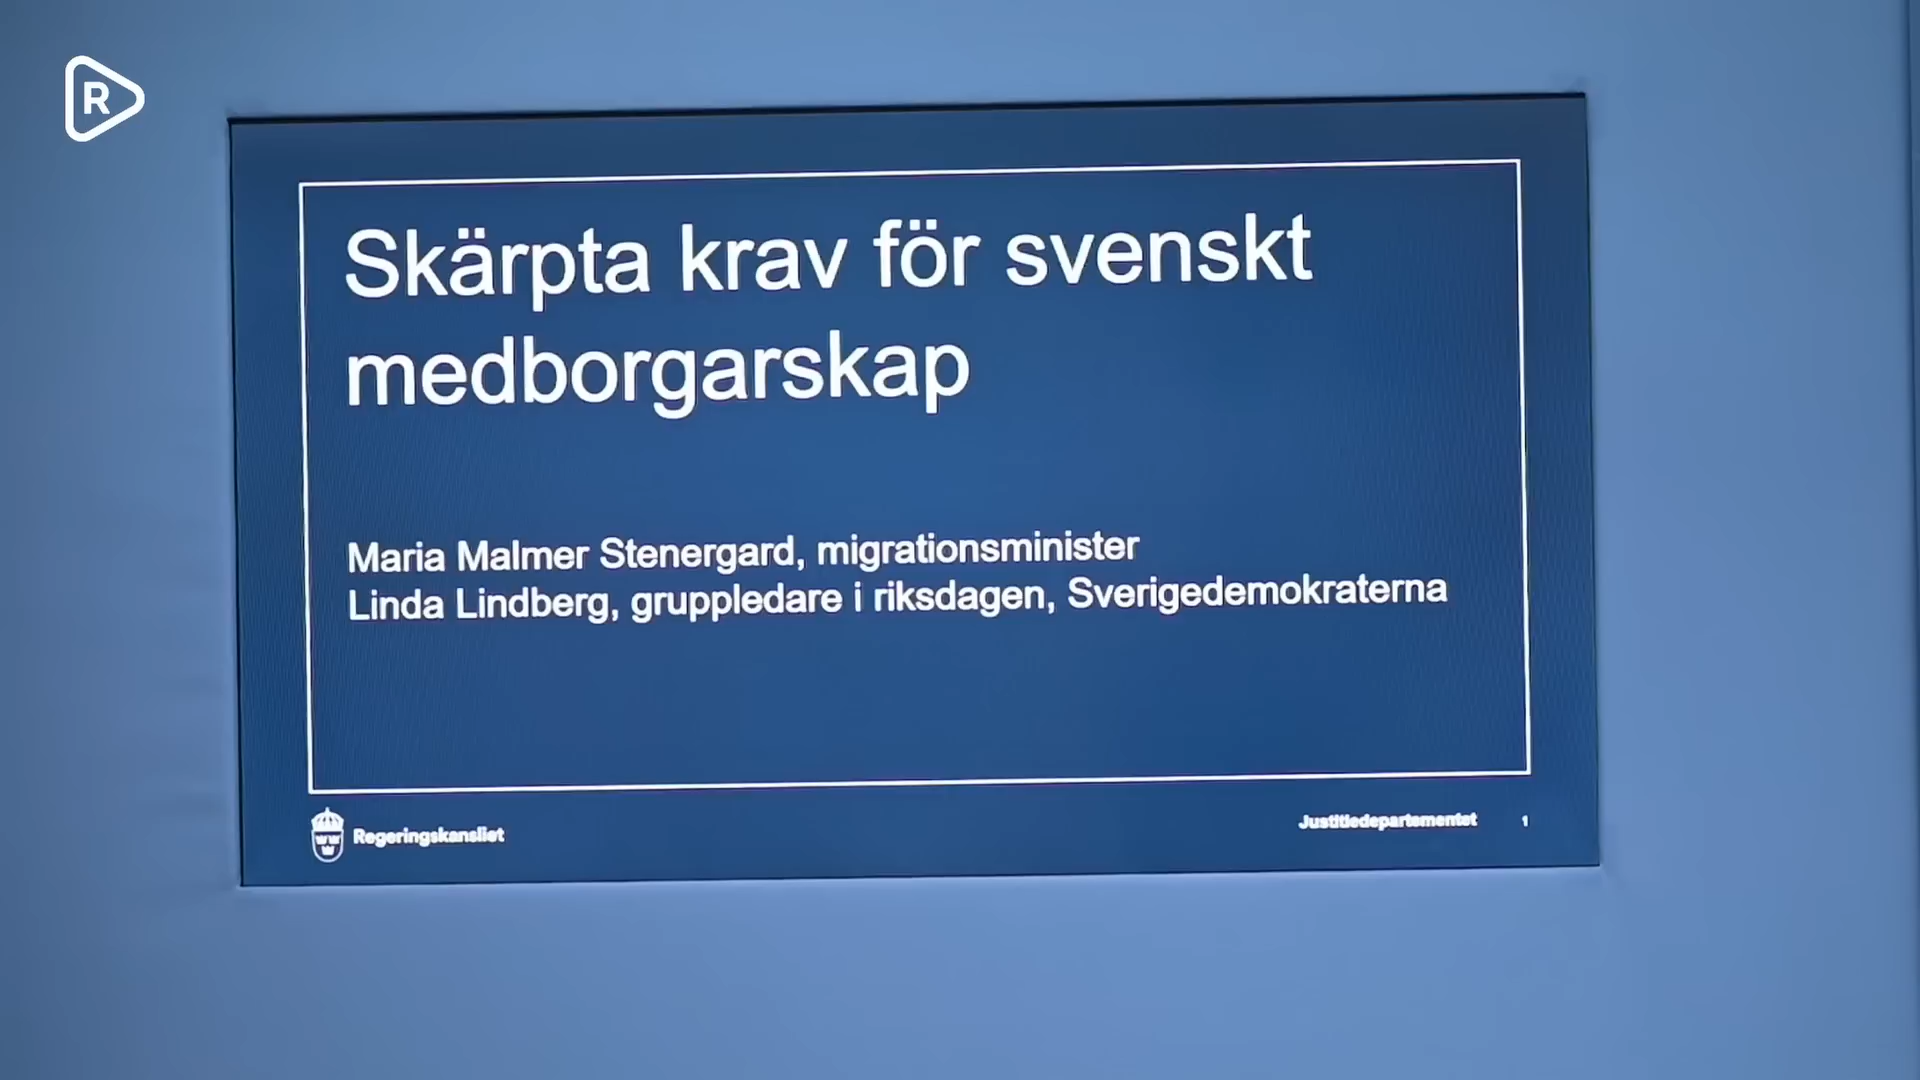 R
Skärpta krav för svenskt
medborgarskap
Maria Malmer Stenergard, migrationsminister
Linda Lindberg, gruppledare i riksdagen, Sverigedemokraterna
Regeringskansliet
Justitiedepartementet 1